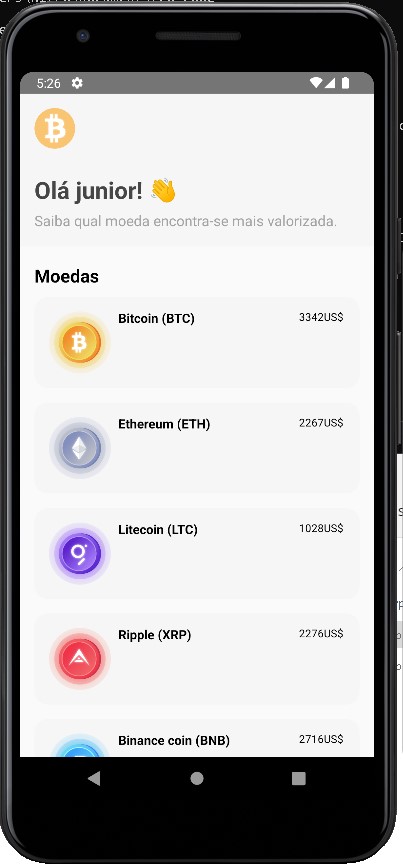 5:26
Olá junior! 👋
Saiba qual moeda encontra-se mais valorizada.
Moedas
Bitcoin (BTC) 3342US$
Ethereum (ETH) 2267US$
Litecoin (LTC) 1028US$
Ripple (XRP) 2276US$
Binance coin (BNB) 2716US$